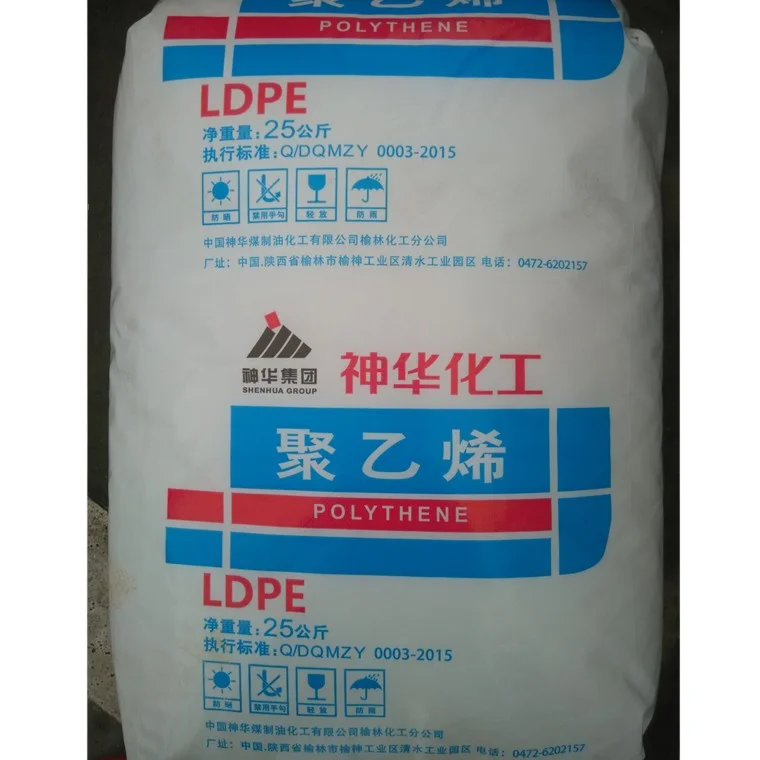 聚乙烯
POLYTHENE
LDPE
净重量:25公斤
执行标准:Q/DQMZY 0003-2015
防晒 禁用手勾 轻放 防雨
中国神华煤制油化工有限公司榆林化工分公司
厂址：中国.陕西省榆林市榆神工业区清水工业园区 电话：0472-6202157
神华集团
SHENHUA GROUP
神华化工
聚乙烯
POLYTHENE
LDPE
净重量:25公斤
执行标准:Q/DQMZY 0003-2015
防晒 禁用手勾 轻放 防雨
中国神华煤制油化工有限公司榆林化工分公司
厂址：中国.陕西省榆林市榆神工业区清水工业园区 电话：0472-6202157